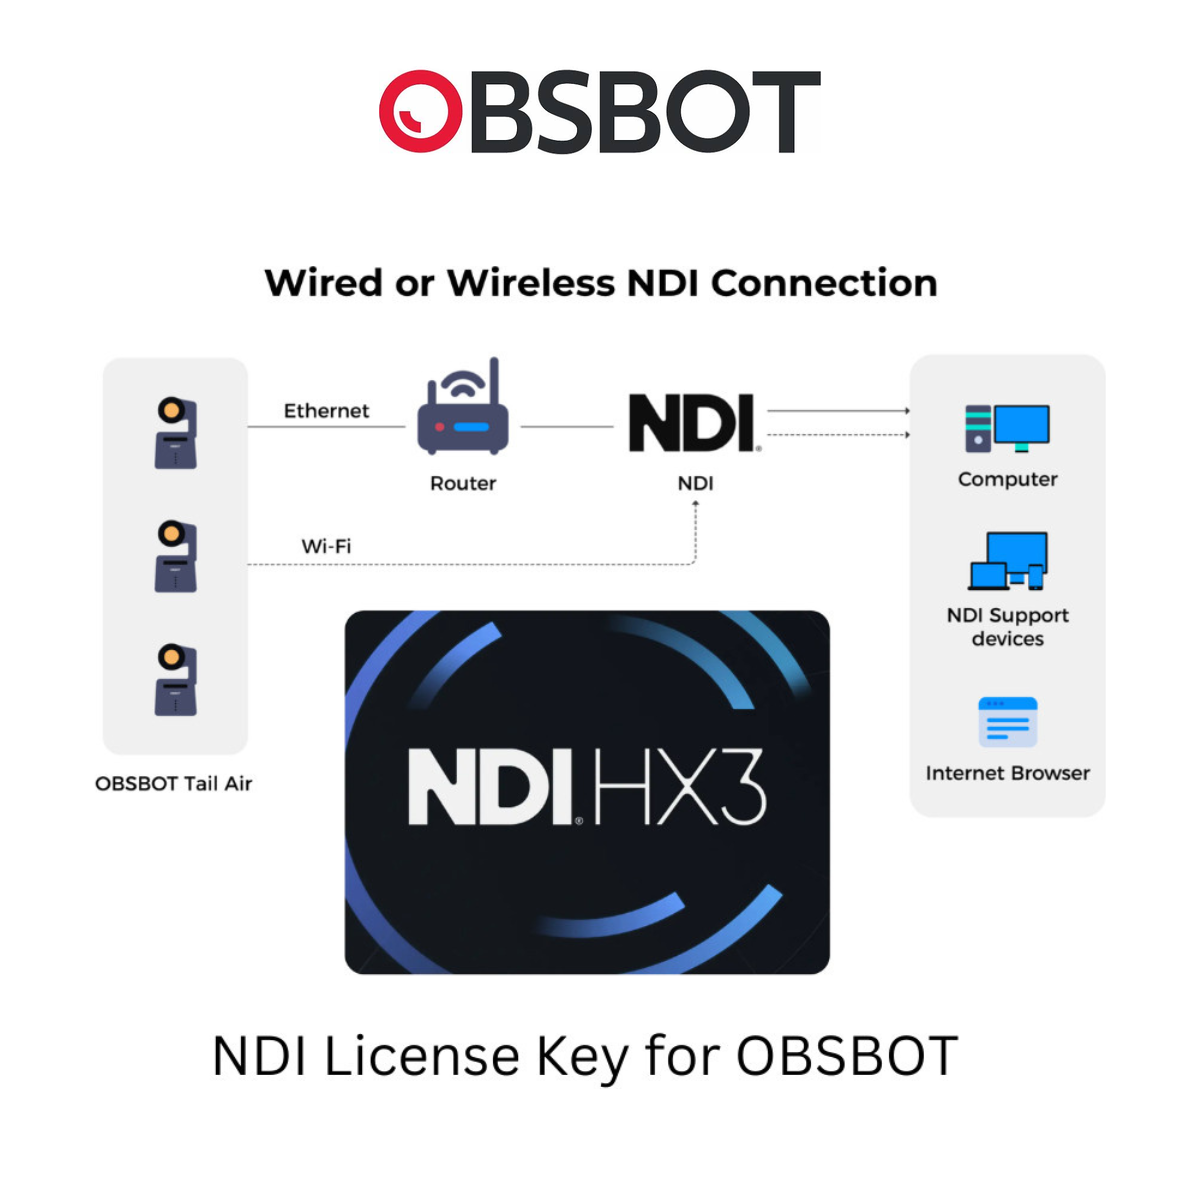 OBSBOT
Wired or Wireless NDI Connection
Ethernet
NDI®
Router
NDI
Computer
Wi-Fi
NDI Support
devices
NDI®HX3
Internet Browser
OBSBOT Tail Air
NDI License Key for OBSBOT